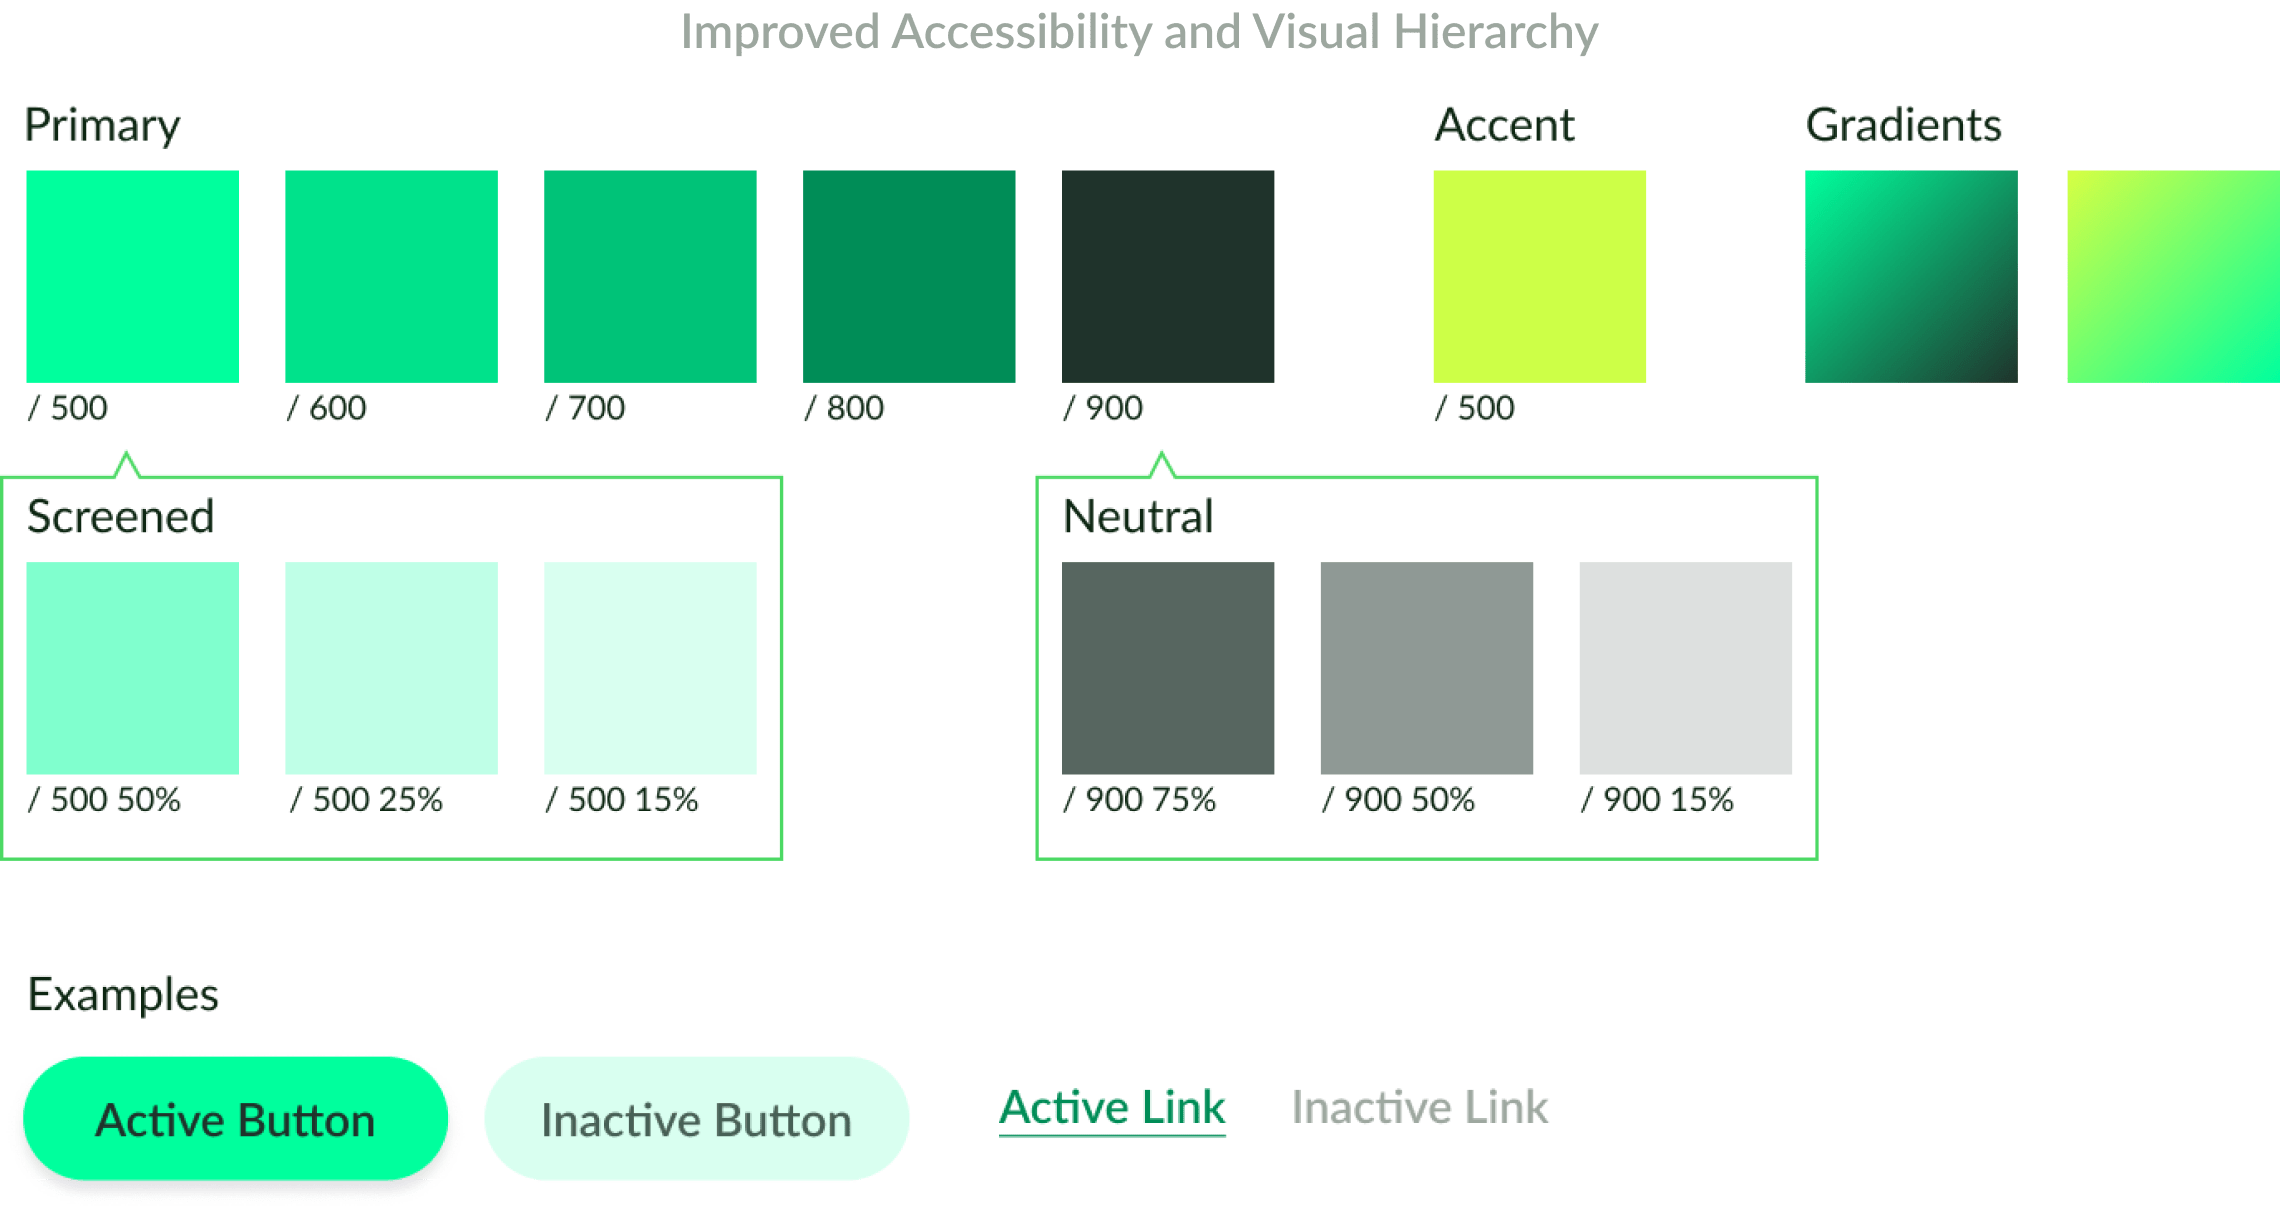 Improved Accessibility and Visual Hierarchy
Primary
Accent
Gradients
/ 500
/ 600
/ 700
/ 800
/ 900
/ 500
Screened
/ 500 50%
/ 500 25%
/ 500 15%
Neutral
/ 900 75%
/ 900 50%
/ 900 15%
Examples
Active Button
Inactive Button
Active Link
Inactive Link